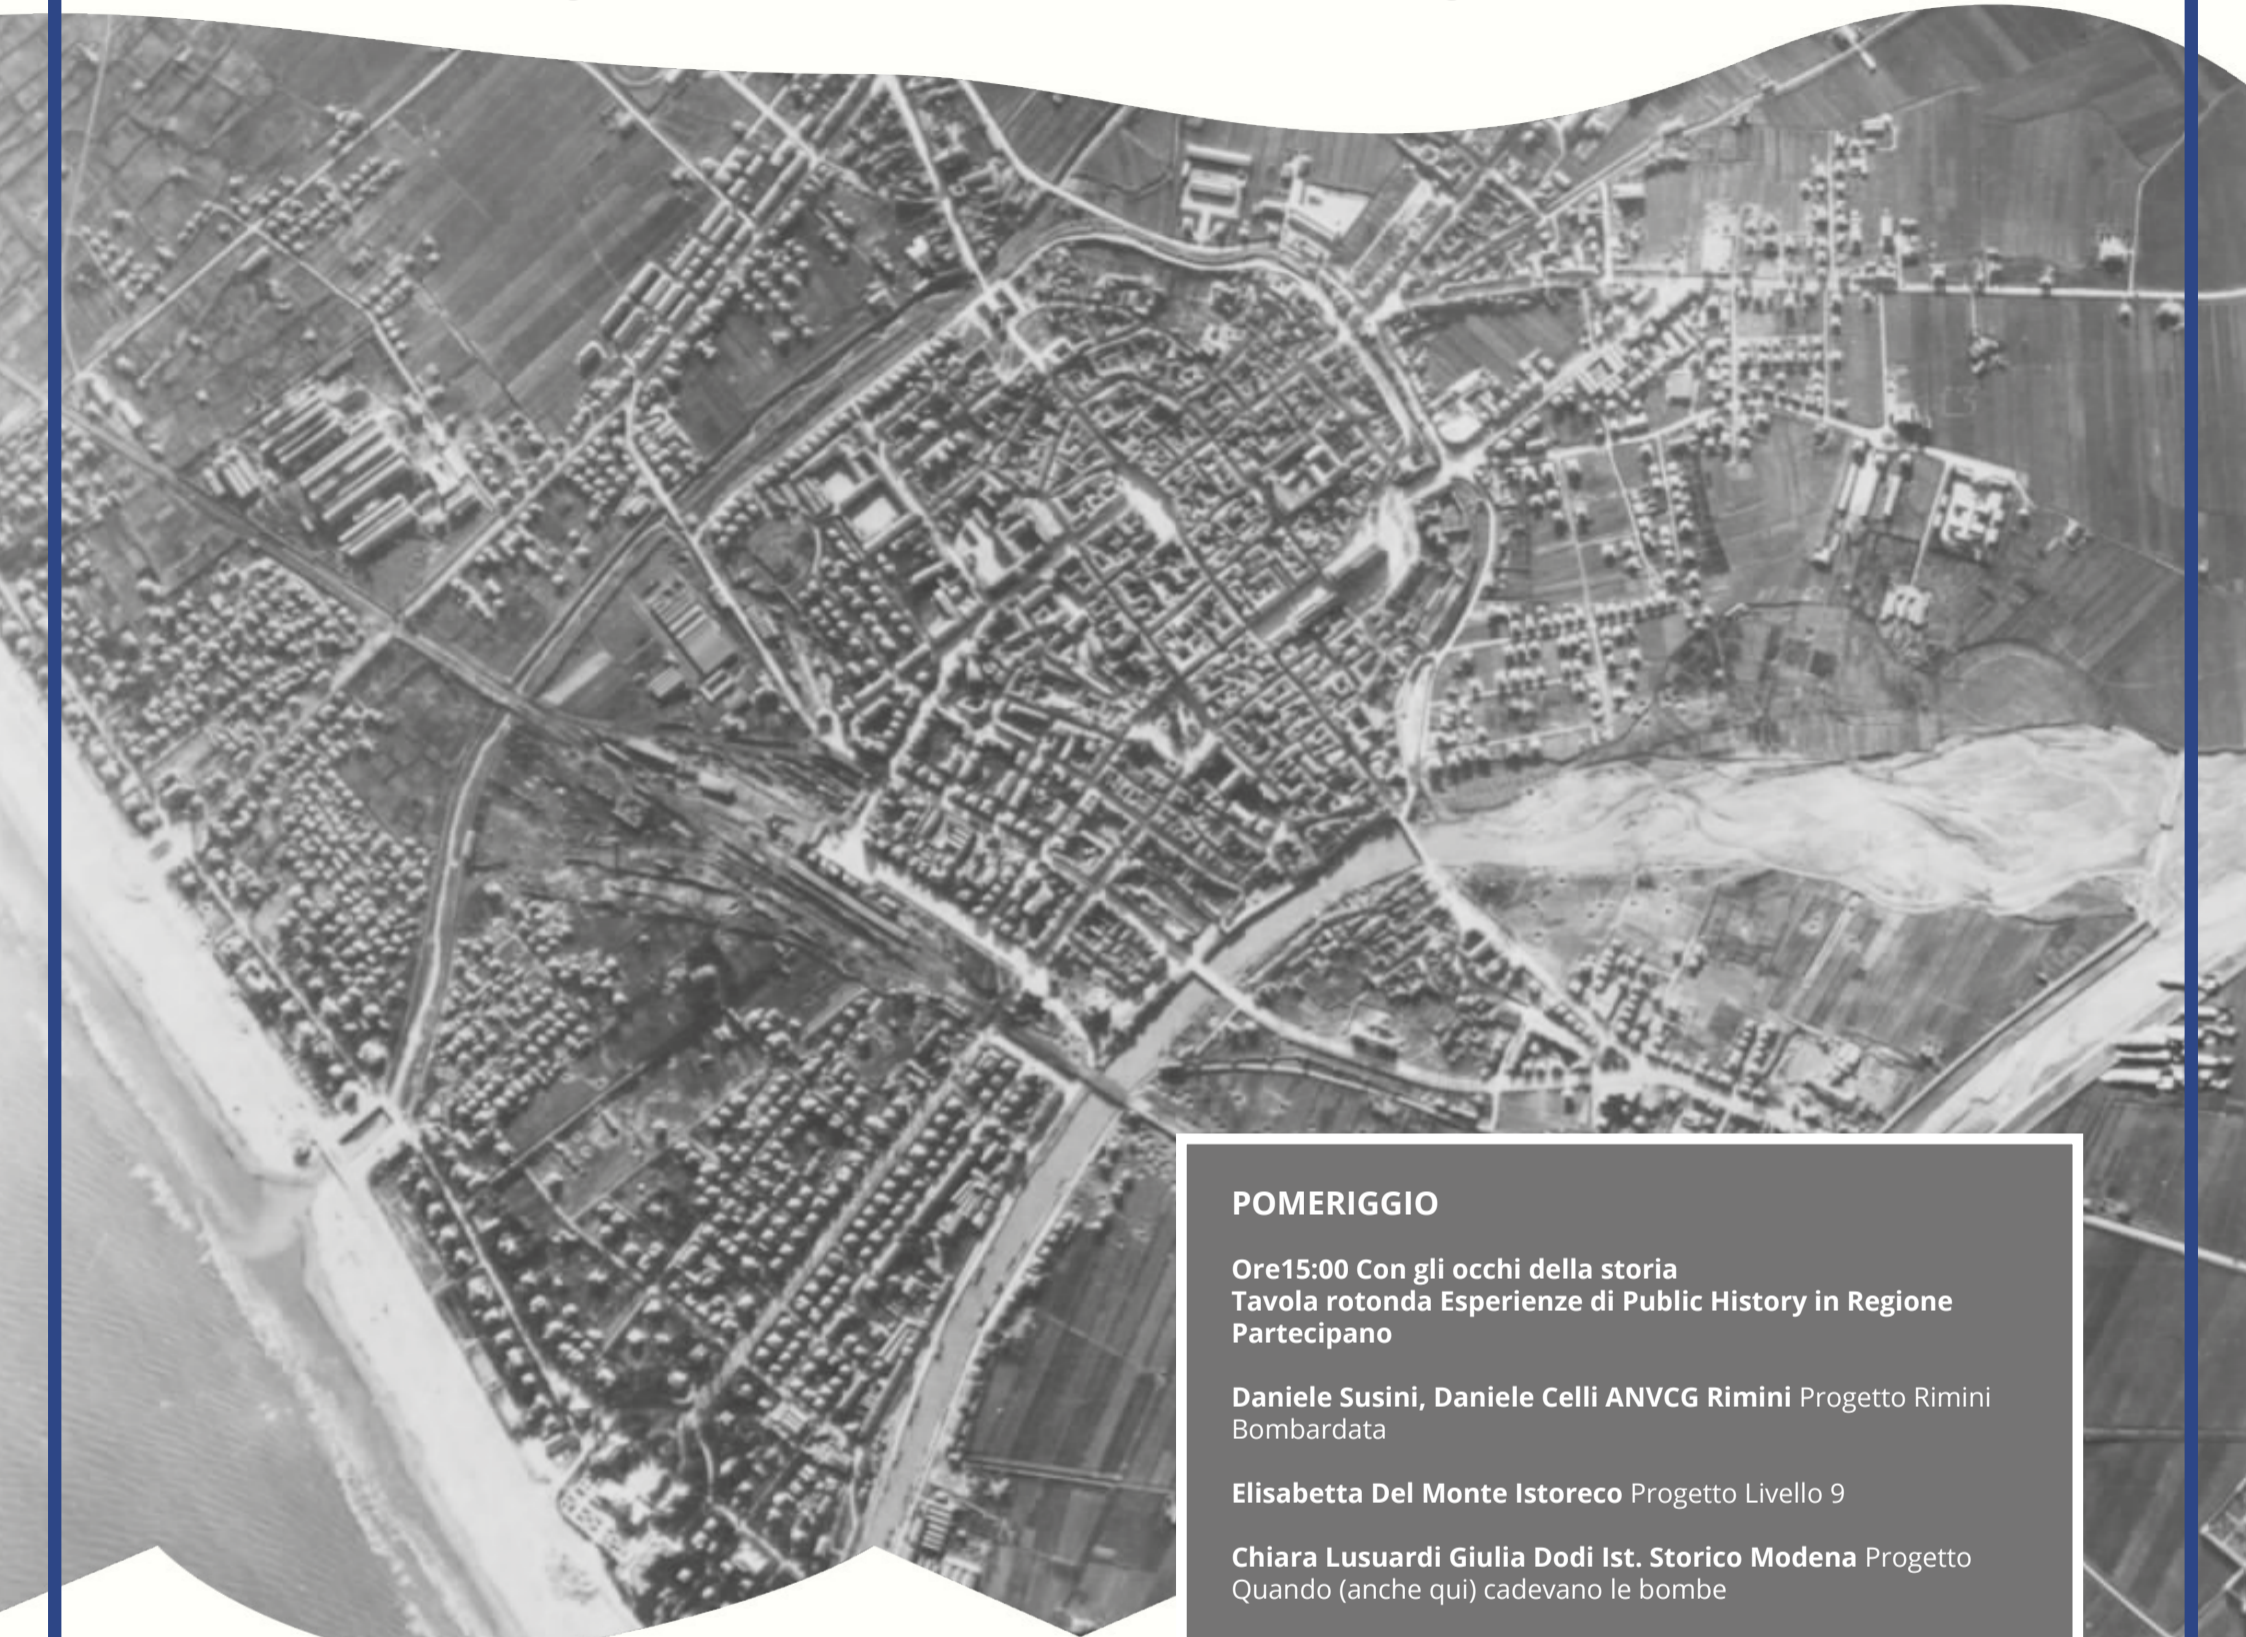 POMERIGGIO
Ore15:00 Con gli occhi della storia
Tavola rotonda Esperienze di Public History in Regione
Partecipano
Daniele Susini, Daniele Celli ANVCG Rimini Progetto Rimini
Bombardata
Elisabetta Del Monte Istoreco Progetto Livello 9
Chiara Lusuardi Giulia Dodi Ist. Storico Modena Progetto
Quando (anche qui) cadevano le bombe